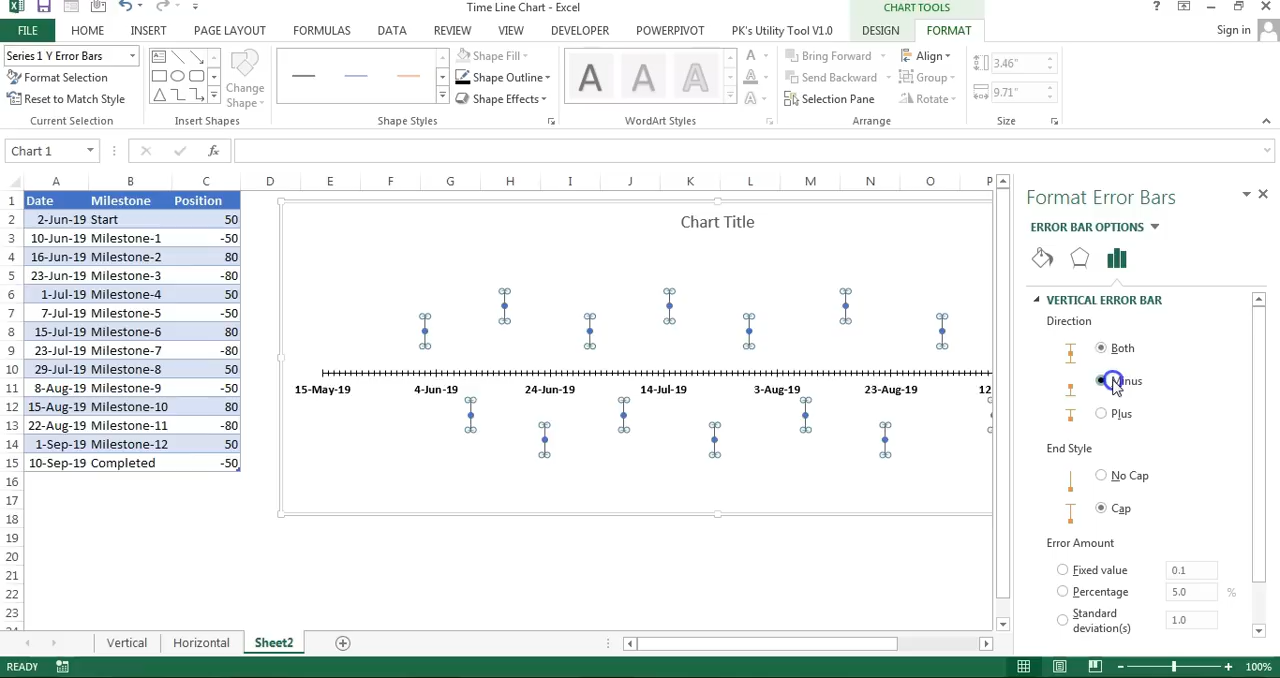 Time Line Chart - Excel
CHART TOOLS
?
FILE
HOME
INSERT
PAGE LAYOUT
FORMULAS
DATA
REVIEW
VIEW
DEVELOPER
POWERPIVOT
PK's Utility Tool V1.0
DESIGN
FORMAT
Sign in
Series 1 Y Error Bars
Format Selection
Reset to Match Style
Current Selection
Change
Shape
Insert Shapes
Shape Fill
Shape Outline
Shape Effects
Shape Styles
A A A
WordArt Styles
Bring Forward
Send Backward
Selection Pane
Align
Group
Rotate
Arrange
3.46"
9.71"
Size
Chart 1
fx
A B C D E F G H I J K L M N O P
1 Date Milestone Position
2 2-Jun-19 Start 50
3 10-Jun-19 Milestone-1 -50
4 16-Jun-19 Milestone-2 80
5 23-Jun-19 Milestone-3 -80
6 1-Jul-19 Milestone-4 50
7 7-Jul-19 Milestone-5 -50
8 15-Jul-19 Milestone-6 80
9 23-Jul-19 Milestone-7 -80
10 29-Jul-19 Milestone-8 50
11 8-Aug-19 Milestone-9 -50
12 15-Aug-19 Milestone-10 80
13 22-Aug-19 Milestone-11 -80
14 1-Sep-19 Milestone-12 50
15 10-Sep-19 Completed -50
16
17
18
19
20
21
22
23
Chart Title
15-May-19 4-Jun-19 24-Jun-19 14-Jul-19 3-Aug-19 23-Aug-19 12
Format Error Bars
ERROR BAR OPTIONS
VERTICAL ERROR BAR
Direction
Both
Minus
Plus
End Style
No Cap
Cap
Error Amount
Fixed value 0.1
Percentage 5.0 %
Standard
deviation(s) 1.0
Vertical
Horizontal
Sheet2
READY
100%